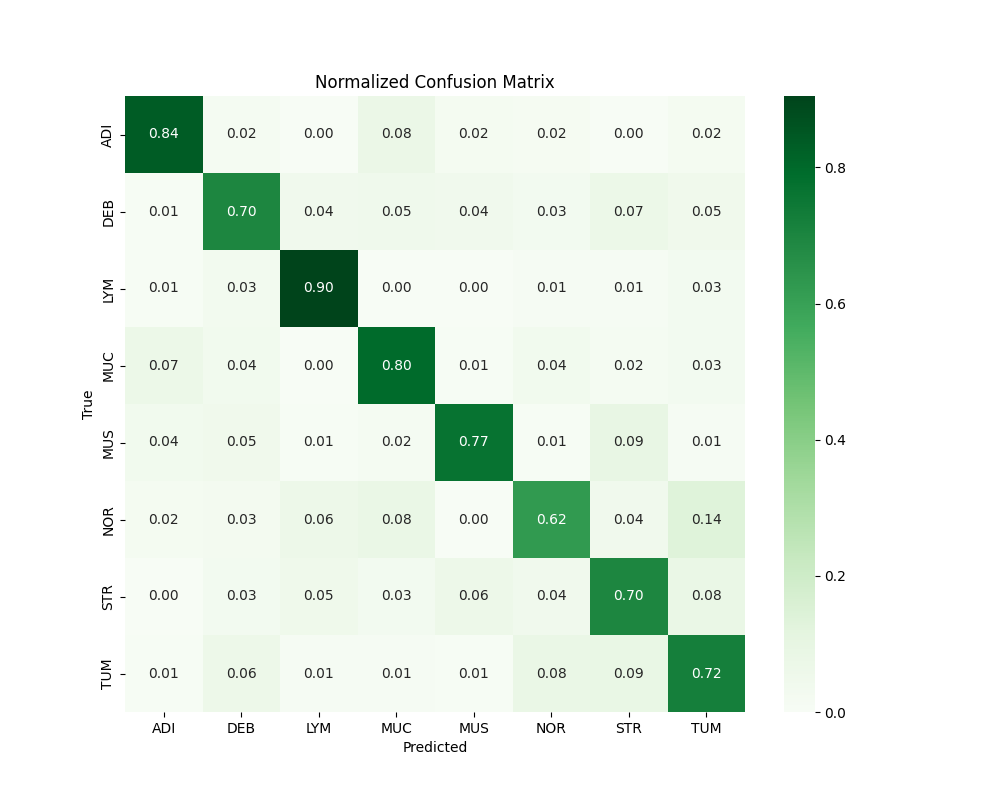 Normalized Confusion Matrix
ADI 0.84 0.02 0.00 0.08 0.02 0.02 0.00 0.02
DEB 0.01 0.70 0.04 0.05 0.04 0.03 0.07 0.05
LYM 0.01 0.03 0.90 0.00 0.00 0.01 0.01 0.03
MUC 0.07 0.04 0.00 0.80 0.01 0.04 0.02 0.03
MUS 0.04 0.05 0.01 0.02 0.77 0.01 0.09 0.01
NOR 0.02 0.03 0.06 0.08 0.00 0.62 0.04 0.14
STR 0.00 0.03 0.05 0.03 0.06 0.04 0.70 0.08
TUM 0.01 0.06 0.01 0.01 0.01 0.08 0.09 0.72
ADI DEB LYM MUC MUS NOR STR TUM
Predicted
True
0.8
0.6
0.4
0.2
0.0